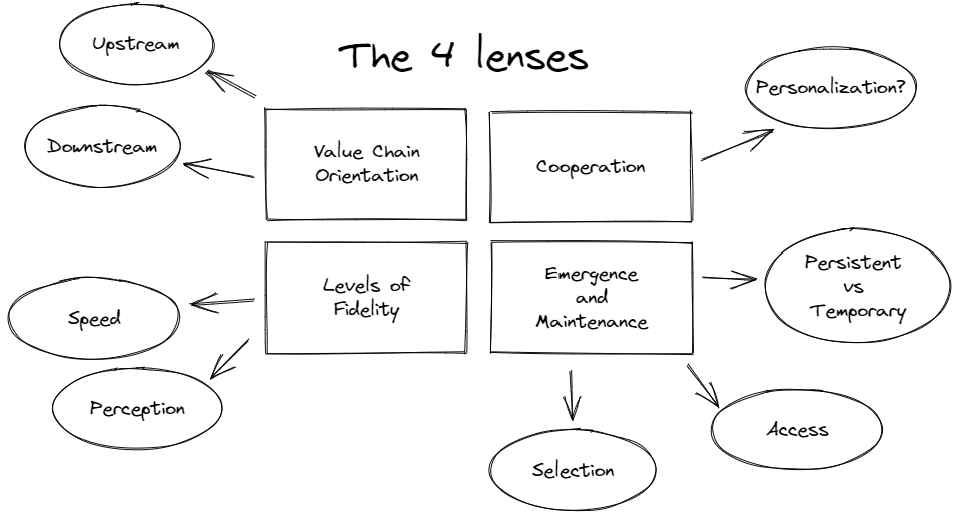 The 4 lenses
Upstream
Downstream
Value Chain
Orientation
Cooperation
Personalization?
Levels of
Fidelity
Emergence
and
Maintenance
Persistent
vs
Temporary
Speed
Perception
Selection
Access